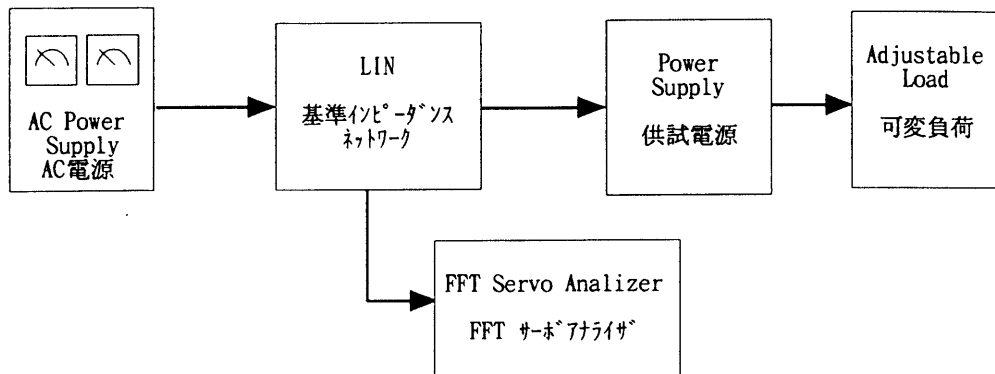 AC Power
Supply
AC電源
LIN
基準インピーダンス
ネットワーク
Power
Supply
供試電源
Adjustable
Load
可変負荷
FFT Servo Analizer
FFT サーボアナライザ